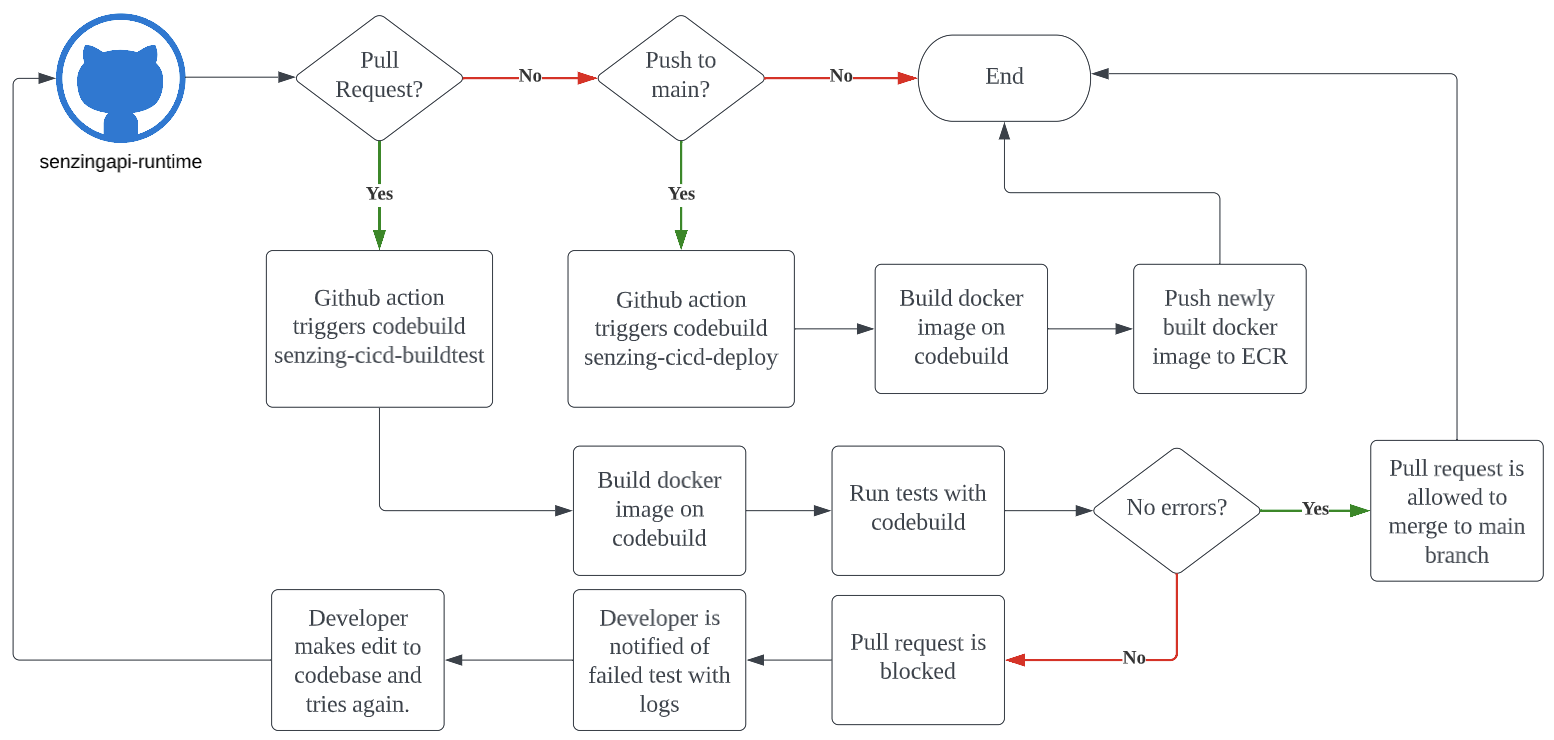 Pull
Request?
No
Push to
main?
No
End
senzingapi-runtime
Yes
Yes
Github action
triggers codebuild
senzing-cicd-buildtest
Github action
triggers codebuild
senzing-cicd-deploy
Build docker
image on
codebuild
Push newly
built docker
image to ECR
Build docker
image on
codebuild
Run tests with
codebuild
No errors?
Yes
Pull request is
allowed to
merge to main
branch
Developer
makes edit to
codebase and
tries again.
Developer is
notified of
failed test with
logs
Pull request is
blocked
No